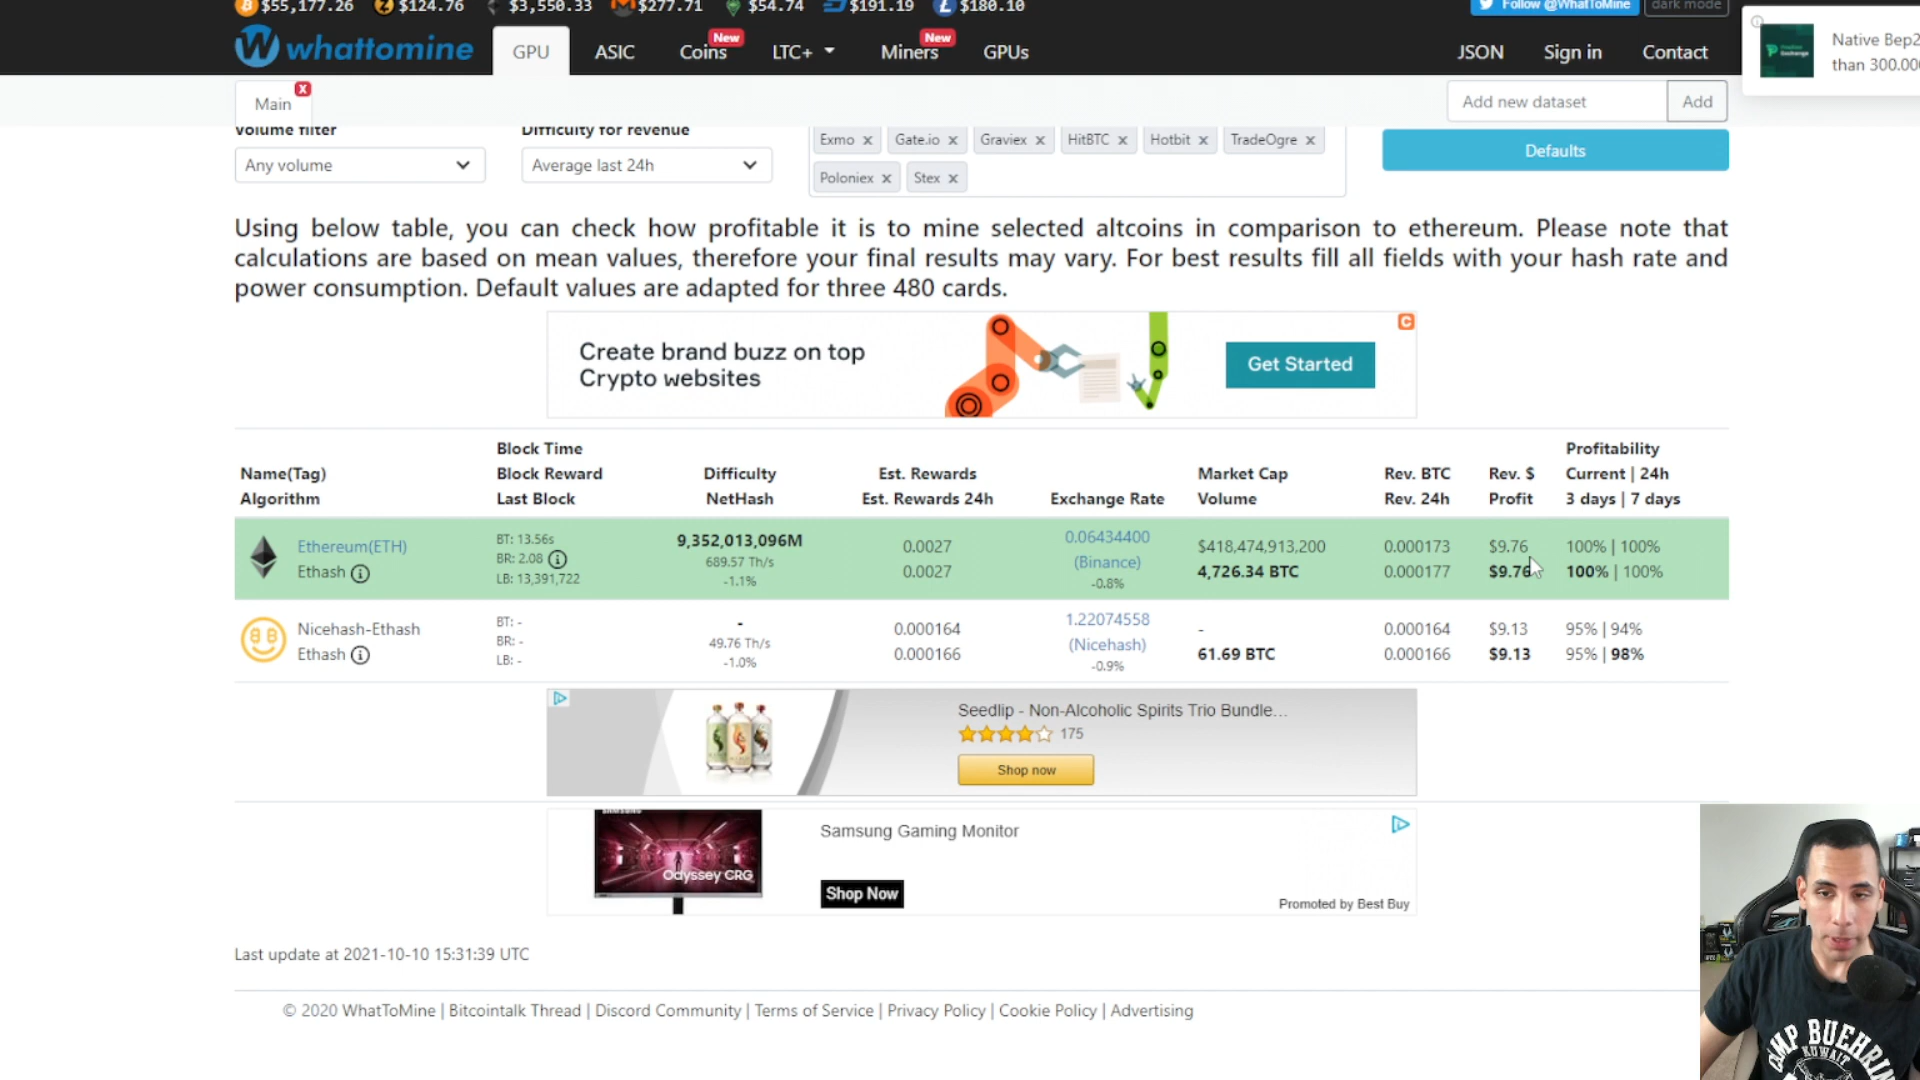 $55,177.26 $124.76 $3,550.33 $277.71 $54.74 $191.19 $180.10 Follow @WhatToMine dark mode
whattomine GPU ASIC Coins New LTC+ Miners New GPUs JSON Sign in Contact
Native Bep2
than 300.000
Main x Add new dataset Add
Volume filter Difficulty for revenue
Any volume Average last 24h
Exmo x Gate.io x Graviex x HitBTC x Hotbit x TradeOgre x
Poloniex x Stex x
Defaults
Using below table, you can check how profitable it is to mine selected altcoins in comparison to ethereum. Please note that
calculations are based on mean values, therefore your final results may vary. For best results fill all fields with your hash rate and
power consumption. Default values are adapted for three 480 cards.
Create brand buzz on top
Crypto websites
Get Started
Block Time Profitability
Name(Tag) Block Reward Difficulty Est. Rewards Market Cap Rev. BTC Rev. $ Current | 24h
Algorithm Last Block NetHash Est. Rewards 24h Exchange Rate Volume Rev. 24h Profit 3 days | 7 days
Ethereum(ETH) BT: 13.56s 9,352,013,096M 0.0027 0.06434400 $418,474,913,200 0.000173 $9.76 100% | 100%
Ethash BR: 2.08 689.57 Th/s 0.0027 (Binance) 4,726.34 BTC 0.000177 $9.76 100% | 100%
LB: 13,391,722 -1.1% -0.8%
Nicehash-Ethash BT: - - 0.000164 1.22074558 - 0.000164 $9.13 95% | 94%
Ethash BR: - 49.76 Th/s 0.000166 (Nicehash) 61.69 BTC 0.000166 $9.13 95% | 98%
LB: - -1.0% -0.9%
Seedlip - Non-Alcoholic Spirits Trio Bundle...
175
Shop now
SAMSUNG
Samsung Gaming Monitor
Odyssey CRG
Shop Now
Promoted by Best Buy
Last update at 2021-10-10 15:31:39 UTC
© 2020 WhatToMine | Bitcointalk Thread | Discord Community | Terms of Service | Privacy Policy | Cookie Policy | Advertising
CAMP BUEHRING
KUWAIT